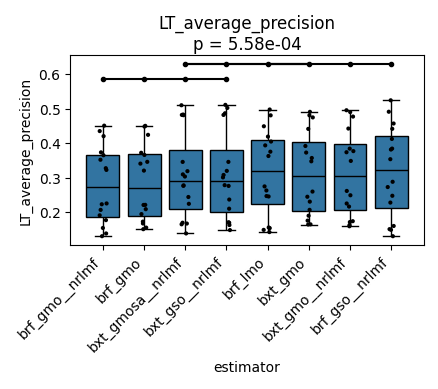 LT_average_precision
p = 5.58e-04
LT_average_precision
0.6
0.5
0.4
0.3
0.2
brf_gmo__nrlmf
brf_gmo
bxt_gmosa__nrlmf
bxt_gso__nrlmf
brf_lmo
bxt_gmo
bxt_gmo__nrlmf
brf_gso__nrlmf
estimator